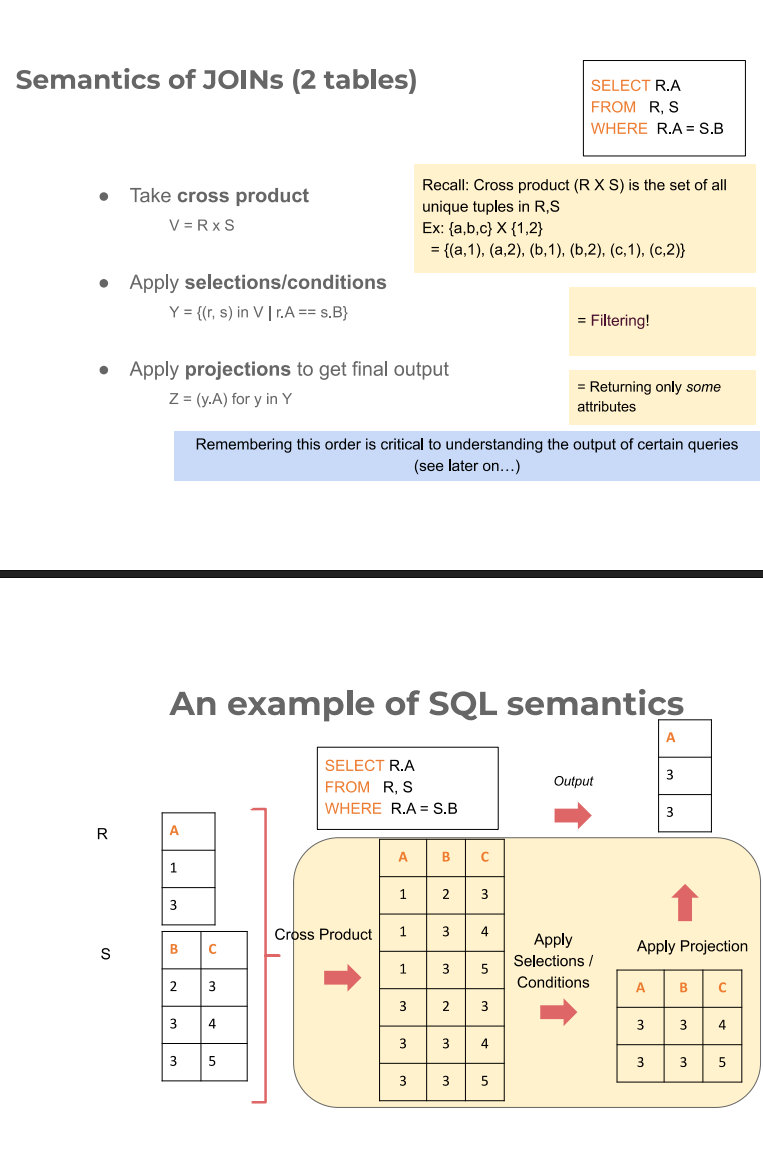 Semantics of JOINs (2 tables)
SELECT R.A
FROM R, S
WHERE R.A = S.B
● Take cross product
V = R x S
Recall: Cross product (R X S) is the set of all
unique tuples in R,S
Ex: {a,b,c} X {1,2}
= {(a,1), (a,2), (b,1), (b,2), (c,1), (c,2)}
● Apply selections/conditions
Y = {(r, s) in V | r.A == s.B}
= Filtering!
● Apply projections to get final output
Z = (y.A) for y in Y
= Returning only some
attributes
Remembering this order is critical to understanding the output of certain queries
(see later on…)
An example of SQL semantics
SELECT R.A
FROM R, S
WHERE R.A = S.B
Output
A
3
3
R
A
1
3
S
B C
2 3
3 4
3 5
Cross Product
A B C
1 2 3
1 3 4
1 3 5
3 2 3
3 3 4
3 3 5
Apply
Selections /
Conditions
Apply Projection
A B C
3 3 4
3 3 5